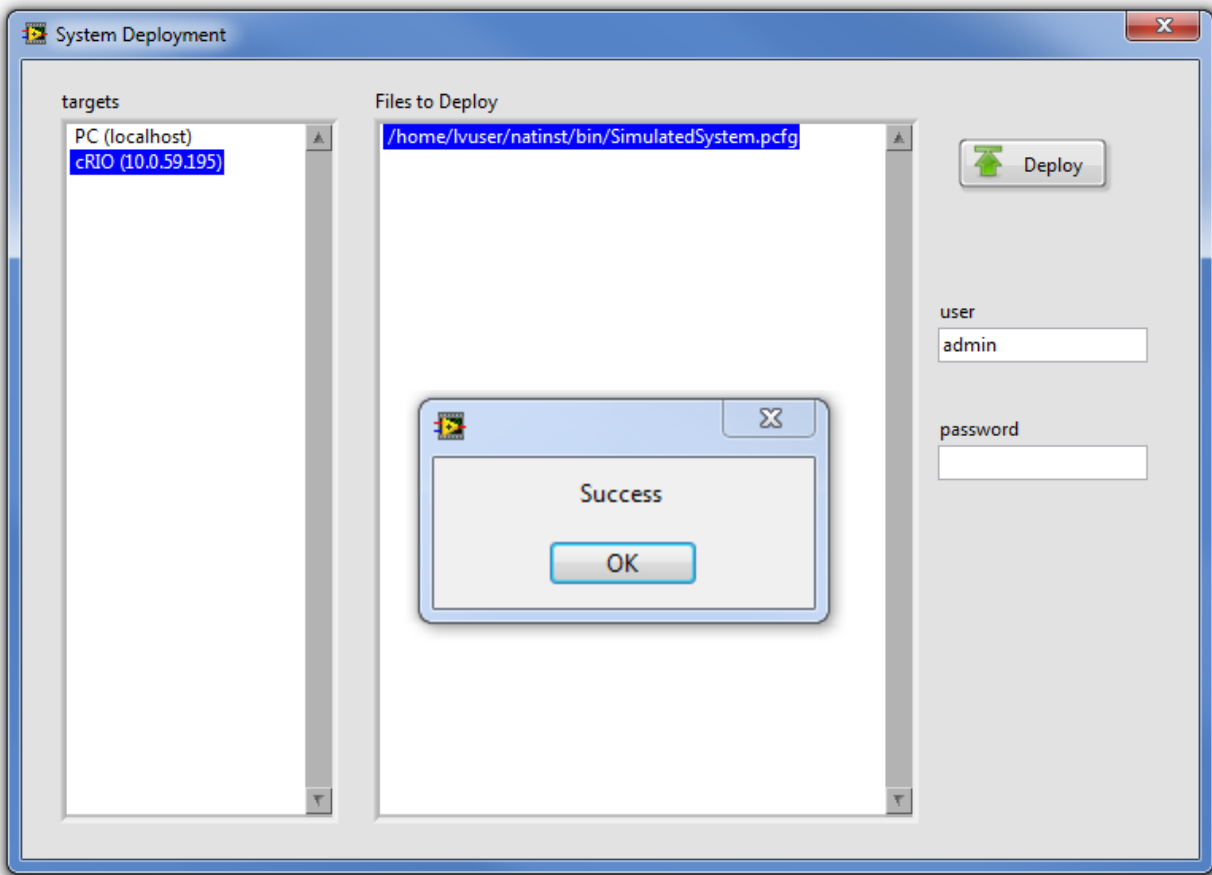 System Deployment
targets
Files to Deploy
PC (localhost)
cRIO (10.0.59.195)
/home/lvuser/natinst/bin/SimulatedSystem.pcfg
Deploy
user
admin
Success
OK
password